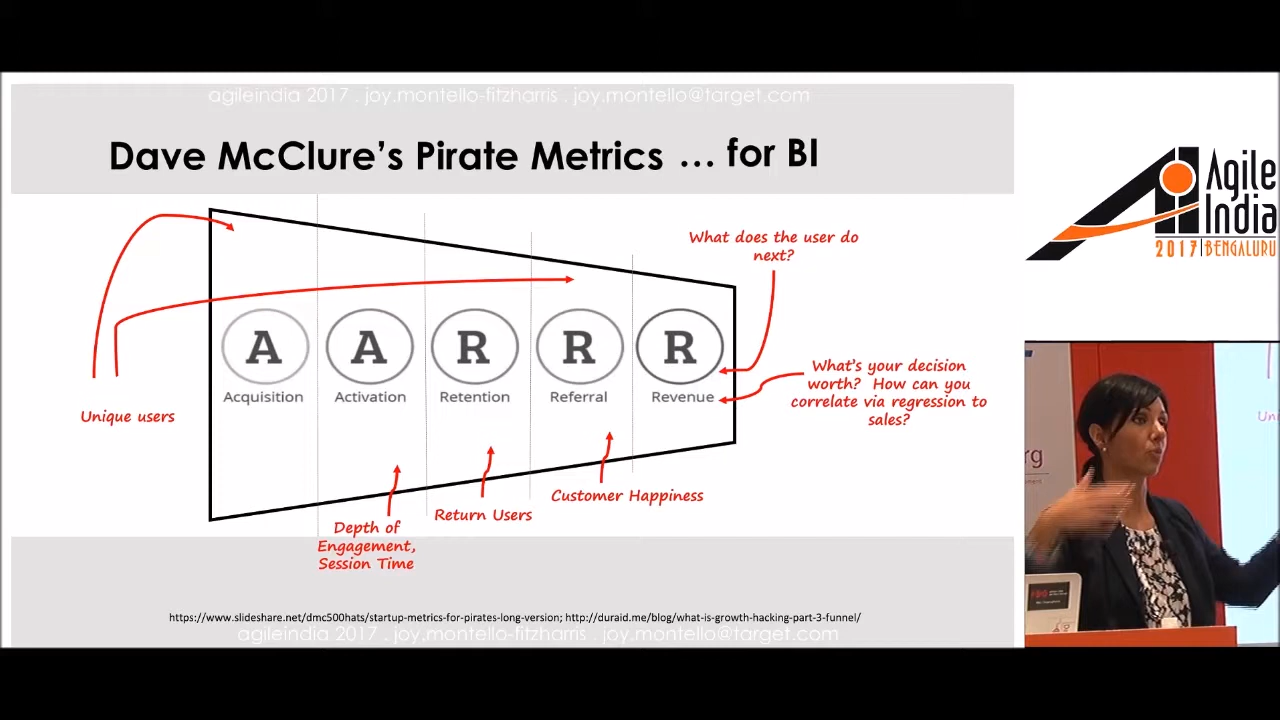 agileindia 2017 . joy.montello-fitzharris . joy.montello@target.com
Dave McClure's Pirate Metrics ... for BI
What does the user do
next?
A
A
R
R
R
Acquisition
Activation
Retention
Referral
Revenue
What's your decision
worth? How can you
correlate via regression to
sales?
Unique users
Customer Happiness
Return Users
Depth of
Engagement,
Session Time
https://www.slideshare.net/dmc500hats/startup-metrics-for-pirates-long-version; http://duraid.me/blog/what-is-growth-hacking-part-3-funnel/
agileindia 2017 . joy.montello-fitzharris . joy.montello@target.com
Agile
India
2017 | BENGALURU
Uni
rg